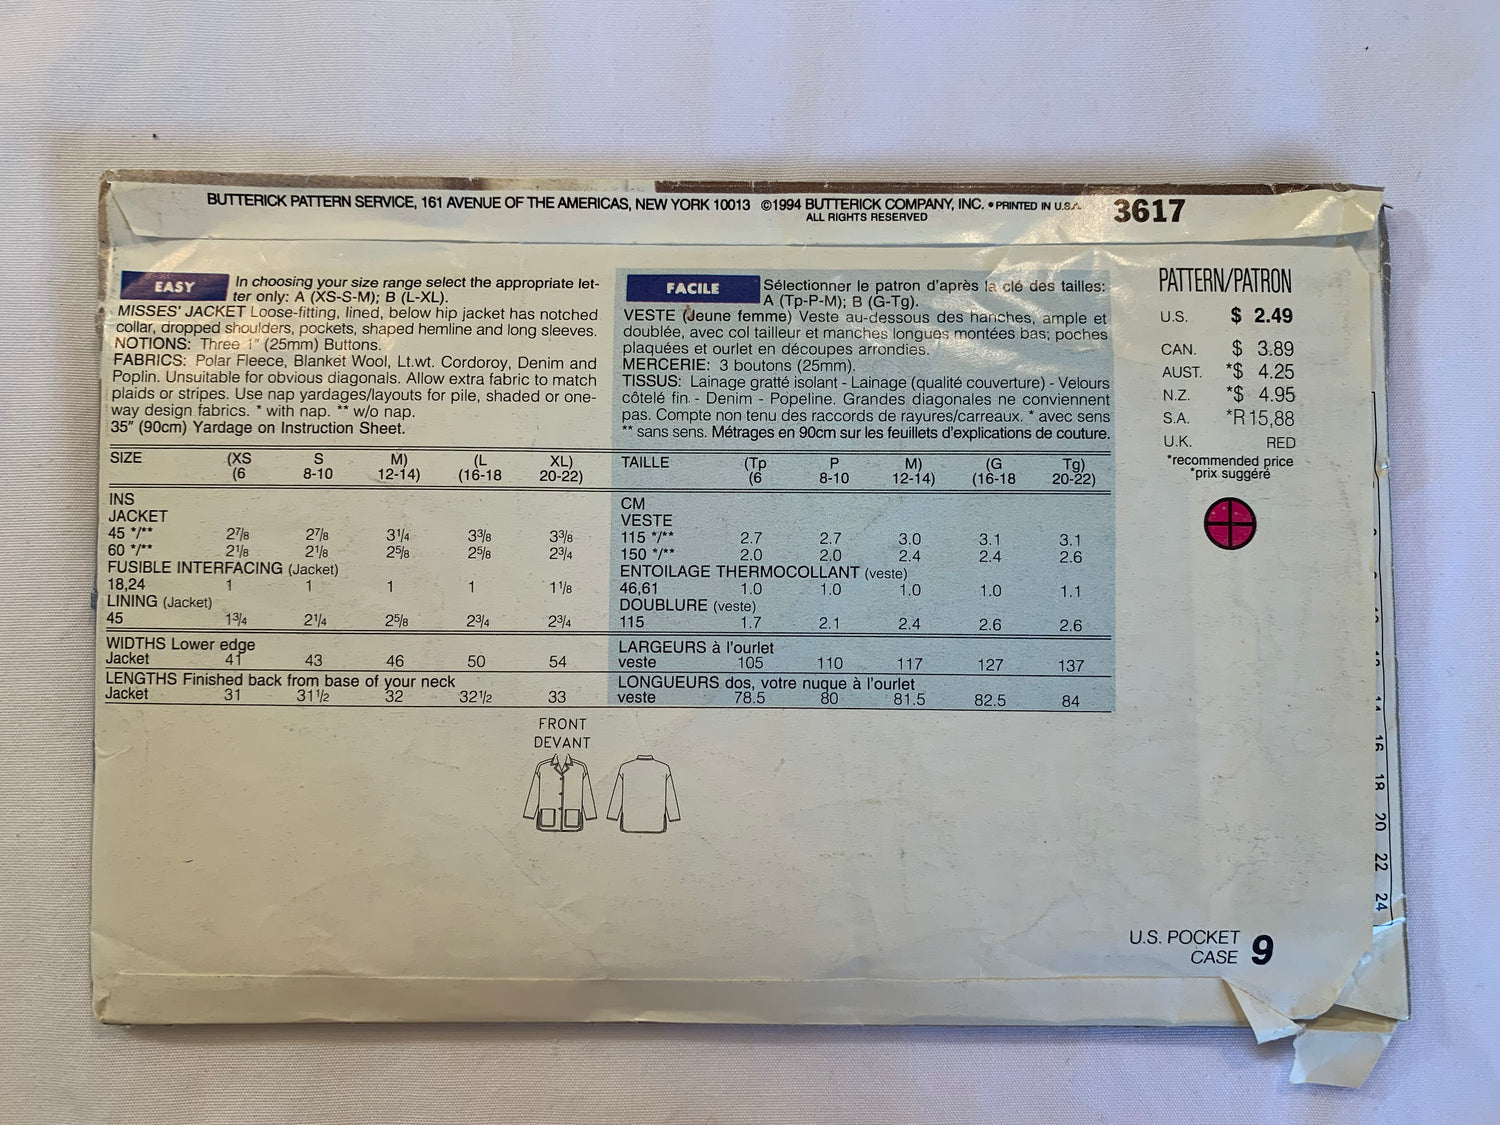 BUTTERICK PATTERN SERVICE, 161 AVENUE OF THE AMERICAS, NEW YORK 10013 ©1994 BUTTERICK COMPANY, INC. • PRINTED IN U.S.A.
ALL RIGHTS RESERVED
3617
EASY
In choosing your size range select the appropriate let-
ter only: A (XS-S-M); B (L-XL).
MISSES' JACKET Loose-fitting, lined, below hip jacket has notched
collar, dropped shoulders, pockets, shaped hemline and long sleeves.
NOTIONS: Three 1" (25mm) Buttons.
FABRICS: Polar Fleece, Blanket Wool, Lt.wt. Cordoroy, Denim and
Poplin. Unsuitable for obvious diagonals. Allow extra fabric to match
plaids or stripes. Use nap yardages/layouts for pile, shaded or one-
way design fabrics. * with nap. ** w/o nap.
35" (90cm) Yardage on Instruction Sheet.
SIZE (XS S M) (L XL)
(6 8-10 12-14) (16-18 20-22)
INS
JACKET
45 */** 2⅞ 2⅞ 3¼ 3⅜ 3⅜
60 */** 2⅛ 2⅛ 2⅝ 2⅝ 2¾
FUSIBLE INTERFACING (Jacket)
18,24 1 1 1 1 1⅛
LINING (Jacket)
45 1¾ 2¼ 2⅝ 2¾ 2¾
WIDTHS Lower edge
Jacket 41 43 46 50 54
LENGTHS Finished back from base of your neck
Jacket 31 31½ 32 32½ 33
FACILE
Sélectionner le patron d'après la clé des tailles:
A (Tp-P-M); B (G-Tg).
VESTE (Jeune femme) Veste au-dessous des hanches, ample et
doublée, avec col tailleur et manches longues montées bas; poches
plaquées et ourlet en découpes arrondies.
MERCERIE: 3 boutons (25mm).
TISSUS: Lainage gratté isolant - Lainage (qualité couverture) - Velours
côtelé fin - Denim - Popeline. Grandes diagonales ne conviennent
pas. Compte non tenu des raccords de rayures/carreaux. * avec sens
** sans sens. Métrages en 90cm sur les feuillets d'explications de couture.
TAILLE (Tp P M) (G Tg)
(6 8-10 12-14) (16-18 20-22)
CM
VESTE
115 */** 2.7 2.7 3.0 3.1 3.1
150 */** 2.0 2.0 2.4 2.4 2.6
ENTOILAGE THERMOCOLLANT (veste)
46,61 1.0 1.0 1.0 1.0 1.1
DOUBLURE (veste)
115 1.7 2.1 2.4 2.6 2.6
LARGEURS à l'ourlet
veste 105 110 117 127 137
LONGUEURS dos, votre nuque à l'ourlet
veste 78.5 80 81.5 82.5 84
PATTERN/PATRON
U.S. $ 2.49
CAN. $ 3.89
AUST. *$ 4.25
N.Z. *$ 4.95
S.A. *R 15,88
U.K. RED
*recommended price
*prix suggéré
FRONT
DEVANT
U.S. POCKET
CASE 9
14
16
18
20
22
24